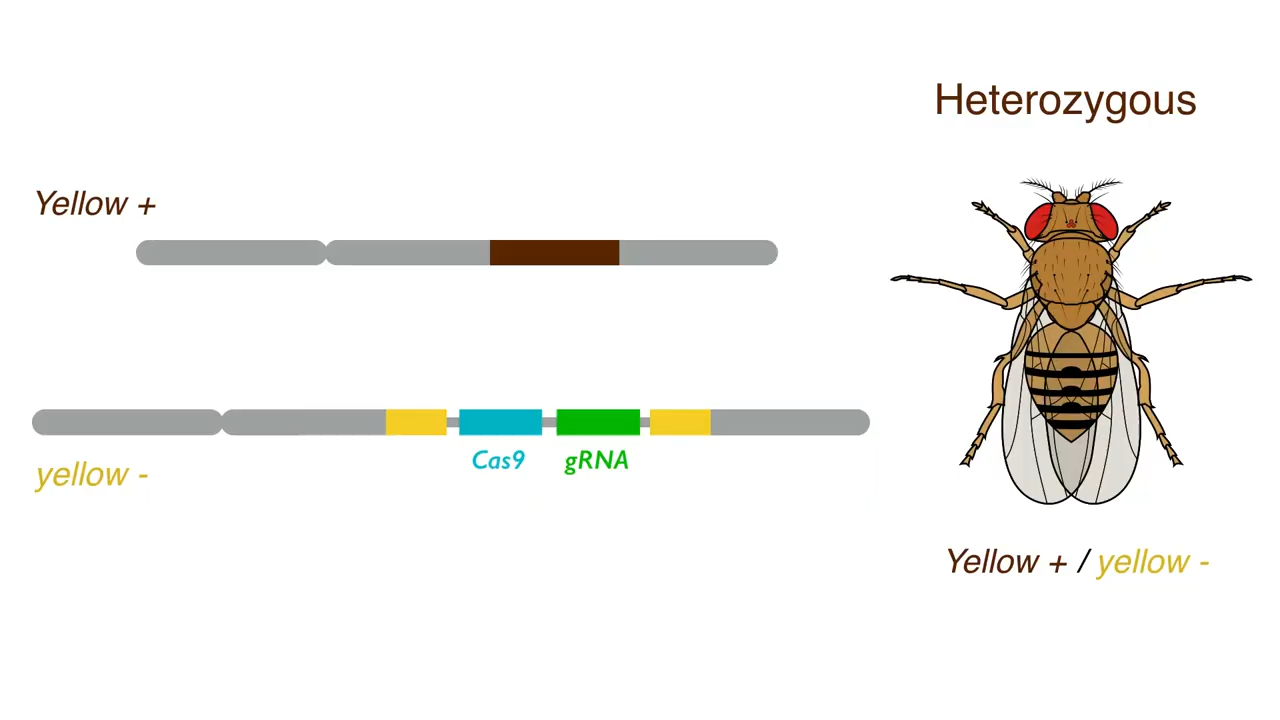 Heterozygous
Yellow +
Cas9 gRNA
yellow -
Yellow + / yellow -